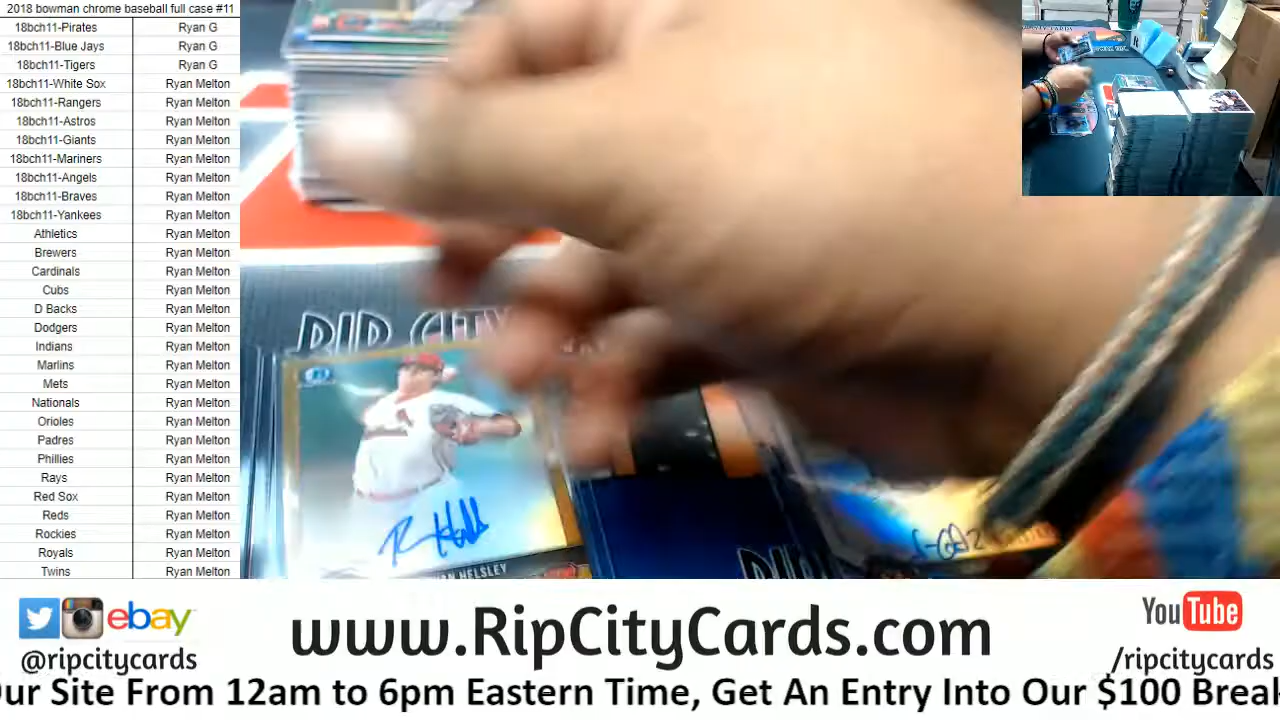 2018 bowman chrome baseball full case #11
18bch11-Pirates Ryan G
18bch11-Blue Jays Ryan G
18bch11-Tigers Ryan G
18bch11-White Sox Ryan Melton
18bch11-Rangers Ryan Melton
18bch11-Astros Ryan Melton
18bch11-Giants Ryan Melton
18bch11-Mariners Ryan Melton
18bch11-Angels Ryan Melton
18bch11-Braves Ryan Melton
18bch11-Yankees Ryan Melton
Athletics Ryan Melton
Brewers Ryan Melton
Cardinals Ryan Melton
Cubs Ryan Melton
D Backs Ryan Melton
Dodgers Ryan Melton
Indians Ryan Melton
Marlins Ryan Melton
Mets Ryan Melton
Nationals Ryan Melton
Orioles Ryan Melton
Padres Ryan Melton
Phillies Ryan Melton
Rays Ryan Melton
Red Sox Ryan Melton
Reds Ryan Melton
Rockies Ryan Melton
Royals Ryan Melton
Twins Ryan Melton
RIP CITY
HELSLEY
ebay
@ripcitycards
www.RipCityCards.com
YouTube
/ripcitycards
Our Site From 12am to 6pm Eastern Time, Get An Entry Into Our $100 Break